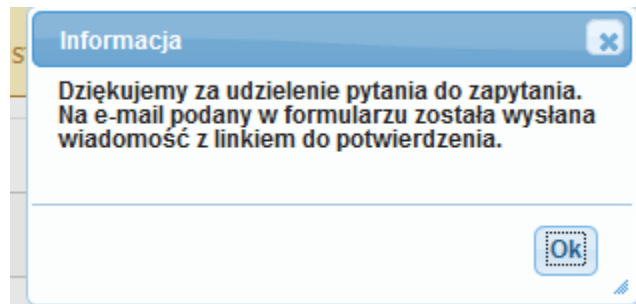 Informacja
Dziękujemy za udzielenie pytania do zapytania.
Na e-mail podany w formularzu została wysłana
wiadomość z linkiem do potwierdzenia.
Ok